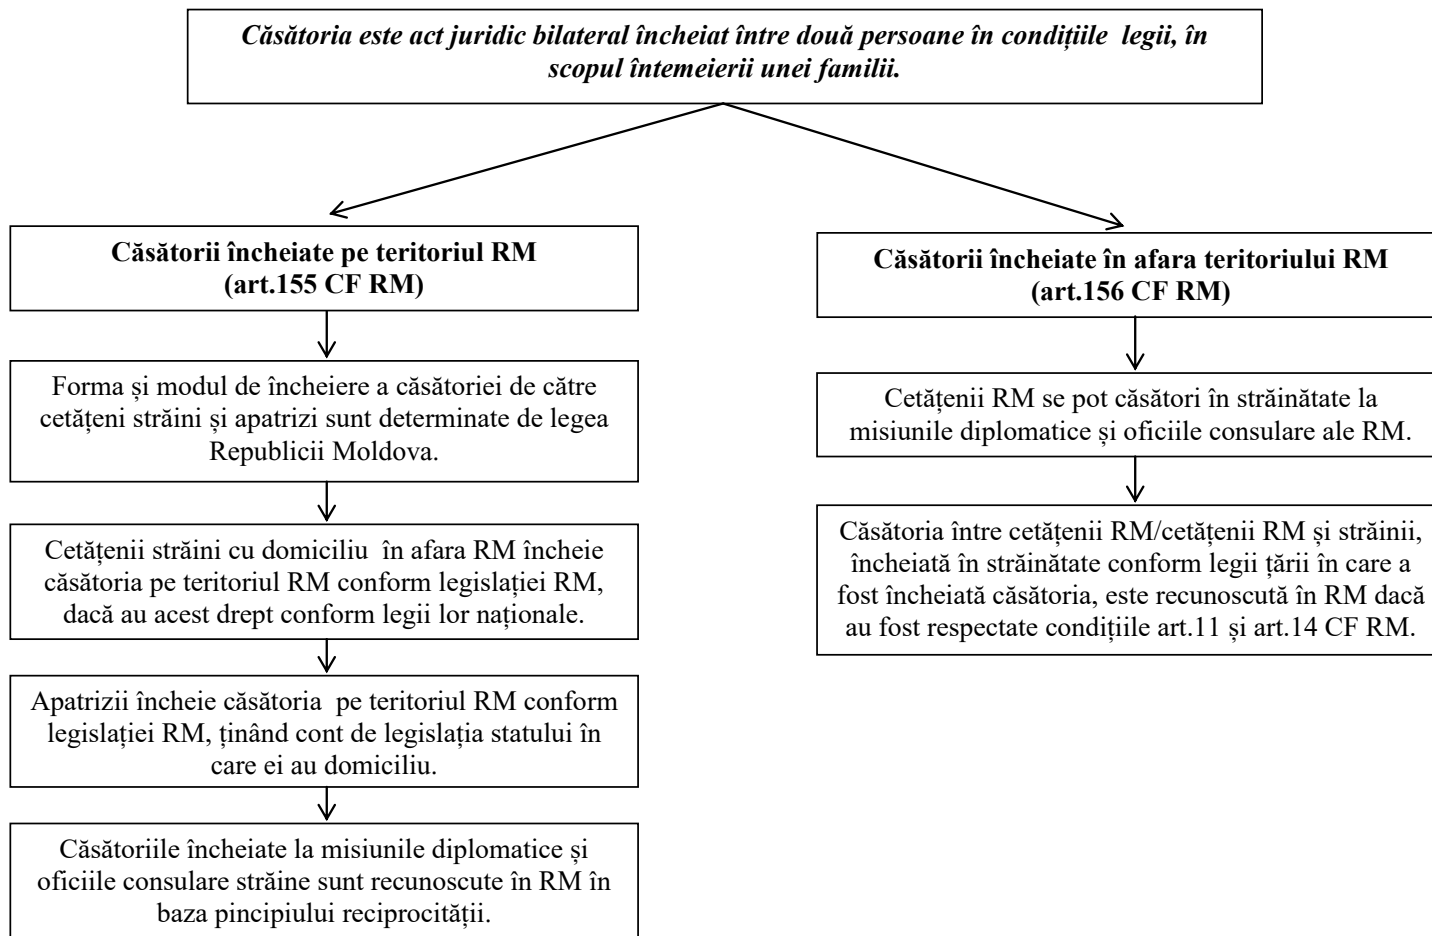 Căsătoria este act juridic bilateral încheiat între două persoane în condițiile legii, în
scopul întemeierii unei familii.
Căsătorii încheiate pe teritoriul RM
(art.155 CF RM)
Forma și modul de încheiere a căsătoriei de către
cetățeni străini și apatrizi sunt determinate de legea
Republicii Moldova.
Cetățenii străini cu domiciliu în afara RM încheie
căsătoria pe teritoriul RM conform legislației RM,
dacă au acest drept conform legii lor naționale.
Apatrizii încheie căsătoria pe teritoriul RM conform
legislației RM, ținând cont de legislația statului în
care ei au domiciliu.
Căsătoriile încheiate la misiunile diplomatice și
oficiile consulare străine sunt recunoscute în RM în
baza pincipiului reciprocității.
Căsătorii încheiate în afara teritoriului RM
(art.156 CF RM)
Cetățenii RM se pot căsători în străinătate la
misiunile diplomatice și oficiile consulare ale RM.
Căsătoria între cetățenii RM/cetățenii RM și străinii,
încheiată în străinătate conform legii țării în care a
fost încheiată căsătoria, este recunoscută în RM dacă
au fost respectate condițiile art.11 și art.14 CF RM.